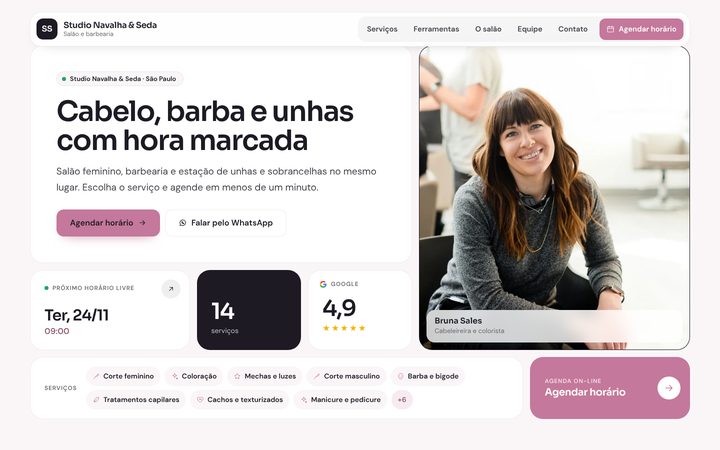 SS
Studio Navalha & Seda
Salão e barbearia
Serviços
Ferramentas
O salão
Equipe
Contato
Agendar horário
Studio Navalha & Seda · São Paulo
Cabelo, barba e unhas
com hora marcada
Salão feminino, barbearia e estação de unhas e sobrancelhas no mesmo
lugar. Escolha o serviço e agende em menos de um minuto.
Agendar horário →
Falar pelo WhatsApp
PRÓXIMO HORÁRIO LIVRE
Ter, 24/11
09:00
14
serviços
GOOGLE
4,9
★★★★★
Bruna Sales
Cabeleireira e colorista
SERVIÇOS
Corte feminino
Coloração
Mechas e luzes
Corte masculino
Barba e bigode
Tratamentos capilares
Cachos e texturizados
Manicure e pedicure
+6
AGENDA ON-LINE
Agendar horário